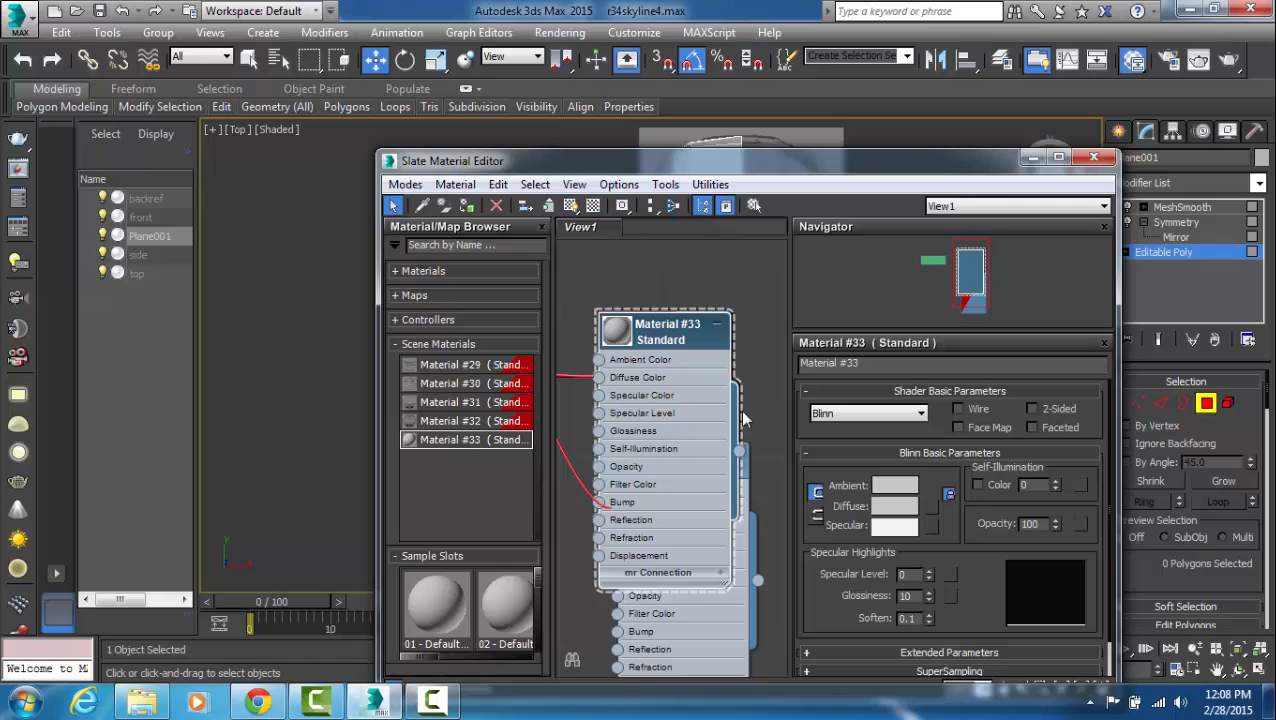 Workspace: Default
Autodesk 3ds Max 2015 r34skyline4.max
Type a keyword or phrase
MAX
Edit Tools Group Views Create Modifiers Animation Graph Editors Rendering Customize MAXScript Help
All
View
Create Selection Se
Modeling Freeform Selection Object Paint Populate
Polygon Modeling Modify Selection Edit Geometry (All) Polygons Loops Tris Subdivision Visibility Align Properties
Select Display
[+] [Top] [Shaded]
Name
backref
front
Plane001
side
top
Slate Material Editor
Modes Material Edit Select View Options Tools Utilities
View1
Material/Map Browser
Search by Name ...
+ Materials
+ Maps
+ Controllers
- Scene Materials
Material #29 ( Stand...
Material #30 ( Stand...
Material #31 ( Stand...
Material #32 ( Stand...
Material #33 ( Stand...
- Sample Slots
01 - Default...
02 - Default...
View1
Material #33
Standard
Ambient Color
Diffuse Color
Specular Color
Specular Level
Glossiness
Self-Illumination
Opacity
Filter Color
Bump
Reflection
Refraction
Displacement
mr Connection +
Opacity
Filter Color
Bump
Reflection
Refraction
Navigator
Material #33 ( Standard )
Material #33
- Shader Basic Parameters
Blinn
Wire 2-Sided
Face Map Faceted
- Blinn Basic Parameters
Ambient:
Diffuse:
Specular:
Self-Illumination
Color 0
Opacity: 100
Specular Highlights
Specular Level: 0
Glossiness: 10
Soften: 0.1
+ Extended Parameters
+ SuperSampling
lane001
difier List
MeshSmooth
Symmetry
Mirror
Editable Poly
Selection
By Vertex
Ignore Backfacing
By Angle: 45.0
Shrink Grow
Ring Loop
review Selection
Off SubObj Multi
0 Polygons Selected
Soft Selection
Edit Polygons
0 / 100
0 10
1 Object Selected
Welcome to M
Click or click-and-drag to select objects
12:08 PM
2/28/2015